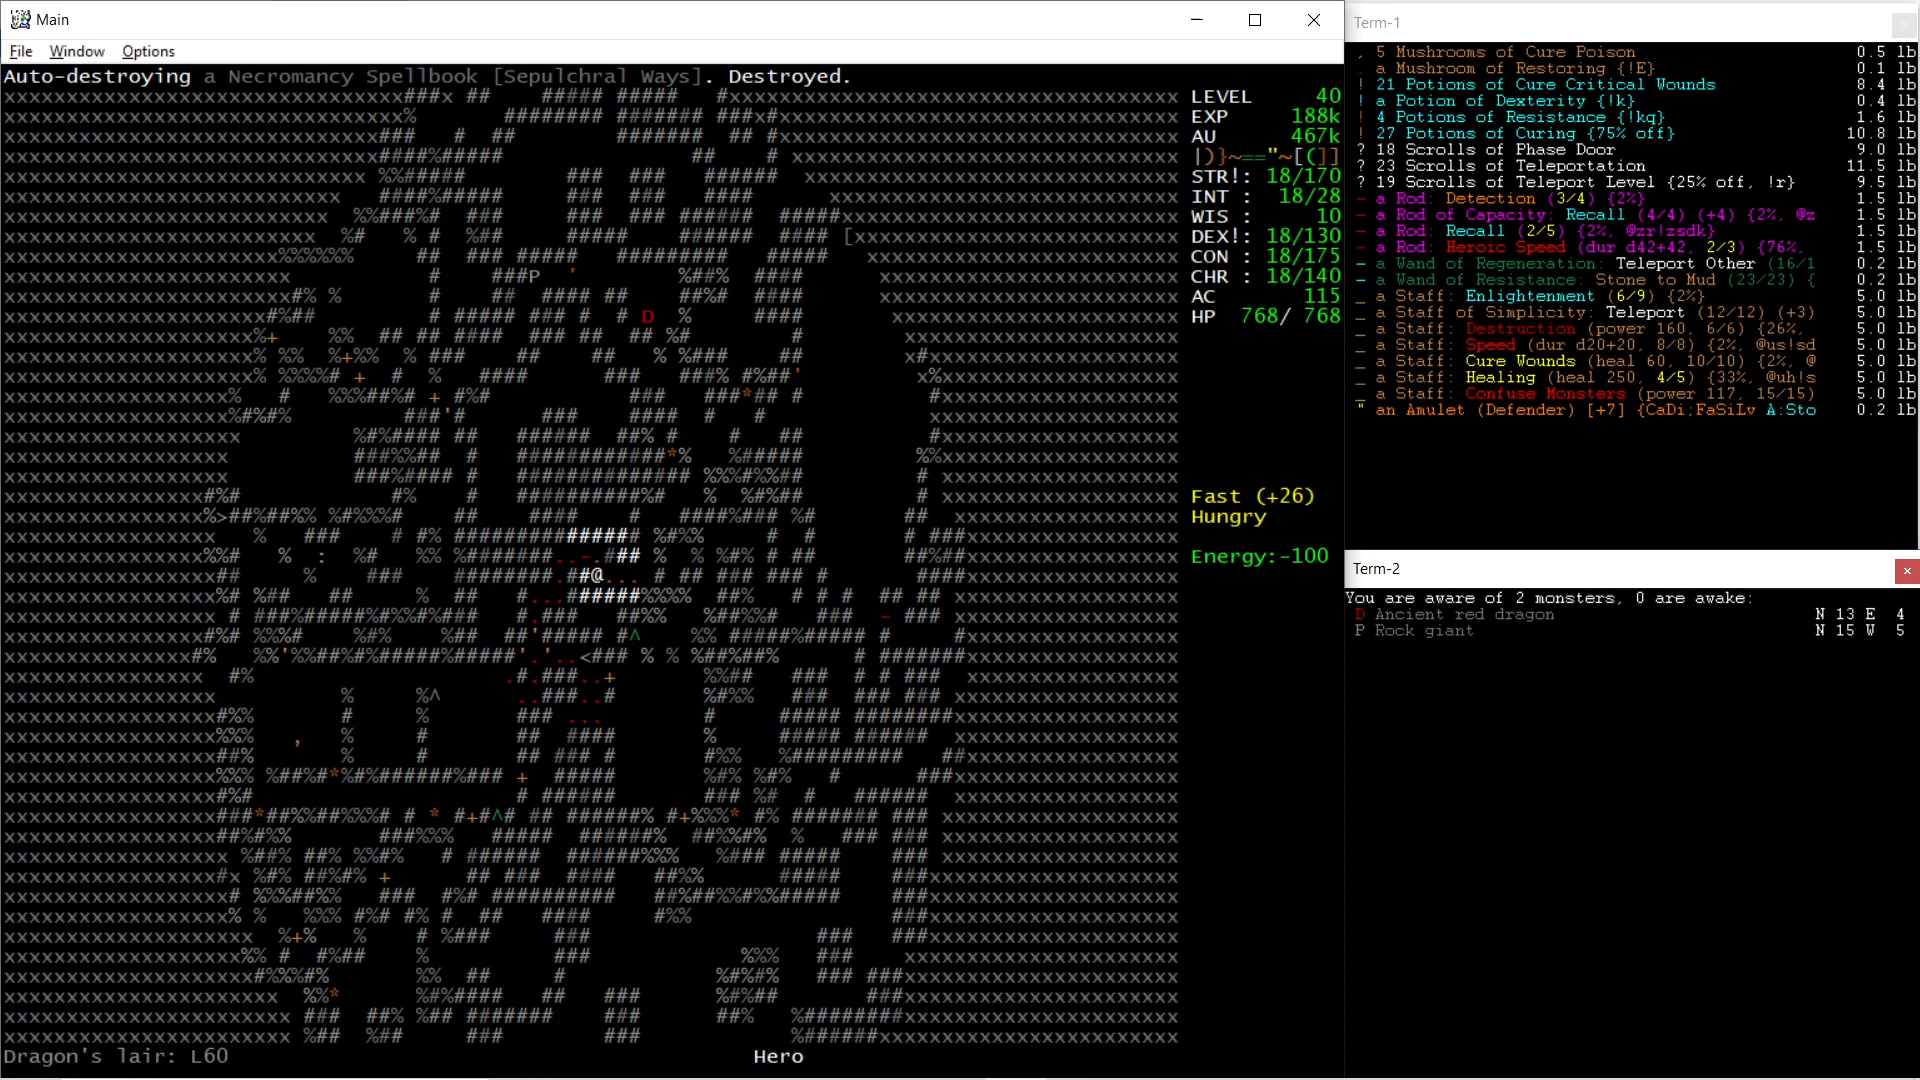 Main
File Window Options
Auto-destroying a Necromancy Spellbook [Sepulchral Ways]. Destroyed.
LEVEL 40
EXP 188k
AU 467k
|)}~=="~[(]]
STR!: 18/170
INT : 18/28
WIS : 10
DEX!: 18/130
CON : 18/175
CHR : 18/140
AC 115
HP 768/ 768
Fast (+26)
Hungry
Energy:-100
Dragon's lair: L60
Hero
Term-1
, 5 Mushrooms of Cure Poison 0.5 lb
, a Mushroom of Restoring {!E} 0.1 lb
! 21 Potions of Cure Critical Wounds 8.4 lb
! a Potion of Dexterity {!k} 0.4 lb
! 4 Potions of Resistance {!kq} 1.6 lb
! 27 Potions of Curing {75% off} 10.8 lb
? 18 Scrolls of Phase Door 9.0 lb
? 23 Scrolls of Teleportation 11.5 lb
? 19 Scrolls of Teleport Level {25% off, !r} 9.5 lb
- a Rod: Detection (3/4) {2%} 1.5 lb
- a Rod of Capacity: Recall (4/4) (+4) {2%, @z 1.5 lb
- a Rod: Recall (2/5) {2%, @zr!zsdk} 1.5 lb
- a Rod: Heroic Speed (dur d42+42, 2/3) {76%, 1.5 lb
- a Wand of Regeneration: Teleport Other (16/1 0.2 lb
- a Wand of Resistance: Stone to Mud (23/23) { 0.2 lb
_ a Staff: Enlightenment (6/9) {2%} 5.0 lb
_ a Staff of Simplicity: Teleport (12/12) (+3) 5.0 lb
_ a Staff: Destruction (power 160, 6/6) {26%, 5.0 lb
_ a Staff: Speed (dur d20+20, 8/8) {2%, @us!sd 5.0 lb
_ a Staff: Cure Wounds (heal 60, 10/10) {2%, @ 5.0 lb
_ a Staff: Healing (heal 250, 4/5) {33%, @uh!s 5.0 lb
_ a Staff: Confuse Monsters (power 117, 15/15) 5.0 lb
" an Amulet (Defender) [+7] {CaDi;FaSiLv A:Sto 0.2 lb
Term-2
You are aware of 2 monsters, 0 are awake:
D Ancient red dragon N 13 E 4
P Rock giant N 15 W 5